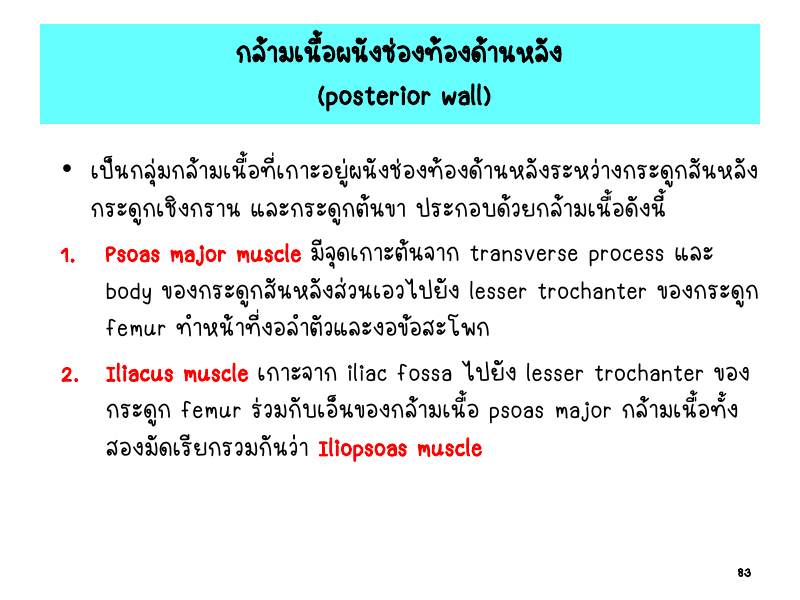 กล้ามเนื้อผนังช่องท้องด้านหลัง
(posterior wall)
• เป็นกลุ่มกล้ามเนื้อที่เกาะอยู่ผนังช่องท้องด้านหลังระหว่างกระดูกสันหลัง
กระดูกเชิงกราน และกระดูกต้นขา ประกอบด้วยกล้ามเนื้อดังนี้
1. Psoas major muscle มีจุดเกาะต้นจาก transverse process และ
body ของกระดูกสันหลังส่วนเอวไปยัง lesser trochanter ของกระดูก
femur ทำหน้าที่งอลำตัวและงอข้อสะโพก
2. Iliacus muscle เกาะจาก iliac fossa ไปยัง lesser trochanter ของ
กระดูก femur ร่วมกับเอ็นของกล้ามเนื้อ psoas major กล้ามเนื้อทั้ง
สองมัดเรียกรวมกันว่า Iliopsoas muscle
83